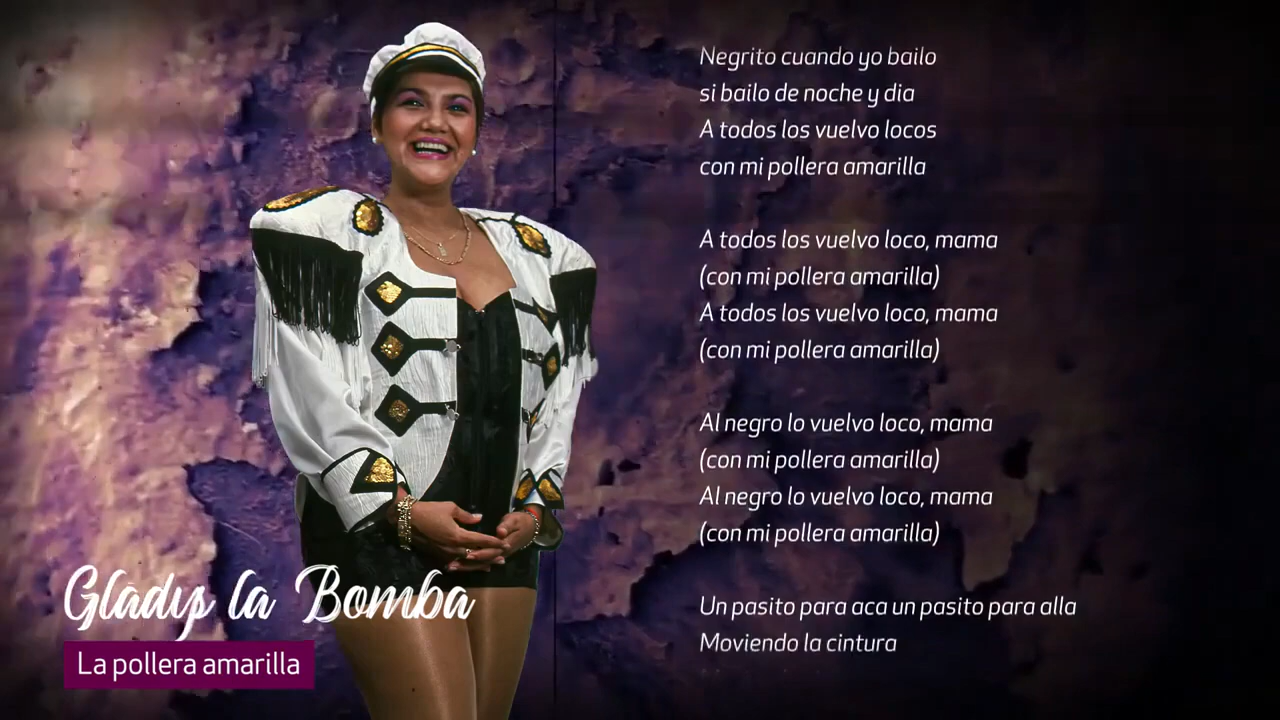 Negrito cuando yo bailo
si bailo de noche y dia
A todos los vuelvo locos
con mi pollera amarilla
A todos los vuelvo loco, mama
(con mi pollera amarilla)
A todos los vuelvo loco, mama
(con mi pollera amarilla)
Al negro lo vuelvo loco, mama
(con mi pollera amarilla)
Al negro lo vuelvo loco, mama
(con mi pollera amarilla)
Un pasito para aca un pasito para alla
Moviendo la cintura
Gladys la Bomba
La pollera amarilla